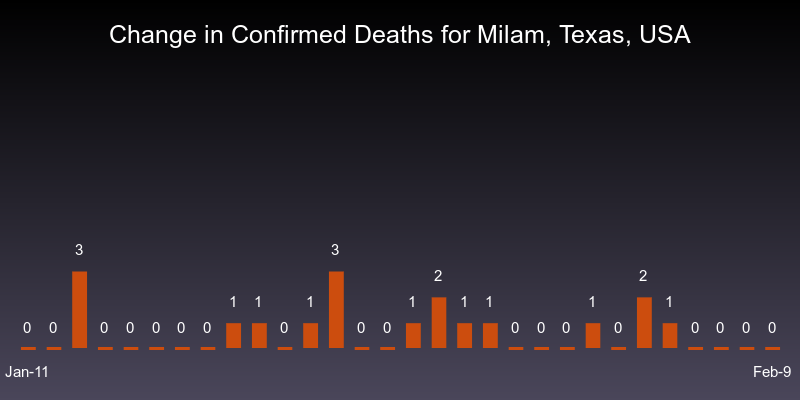 Change in Confirmed Deaths for Milam, Texas, USA
0 0 3 0 0 0 0 0 1 1 0 1 3 0 0 1 2 1 1 0 0 0 1 0 2 1 0 0 0 0
Jan-11 Feb-9